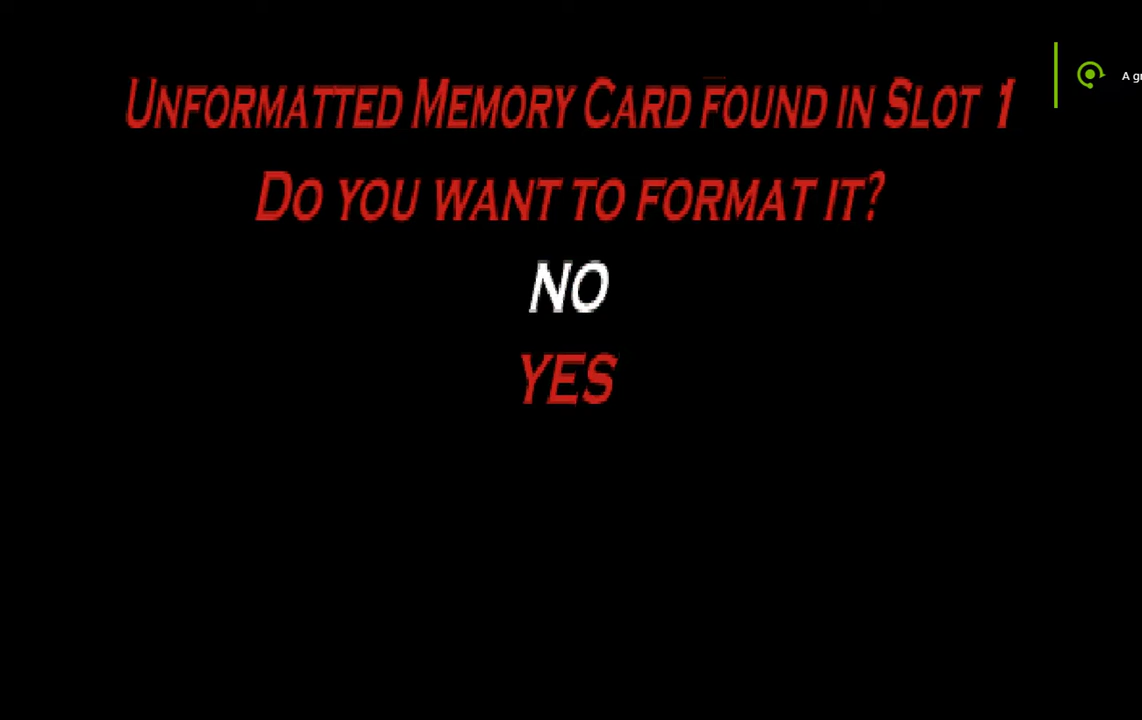 Unformatted Memory Card found in Slot 1
Do you want to format it?
NO
YES